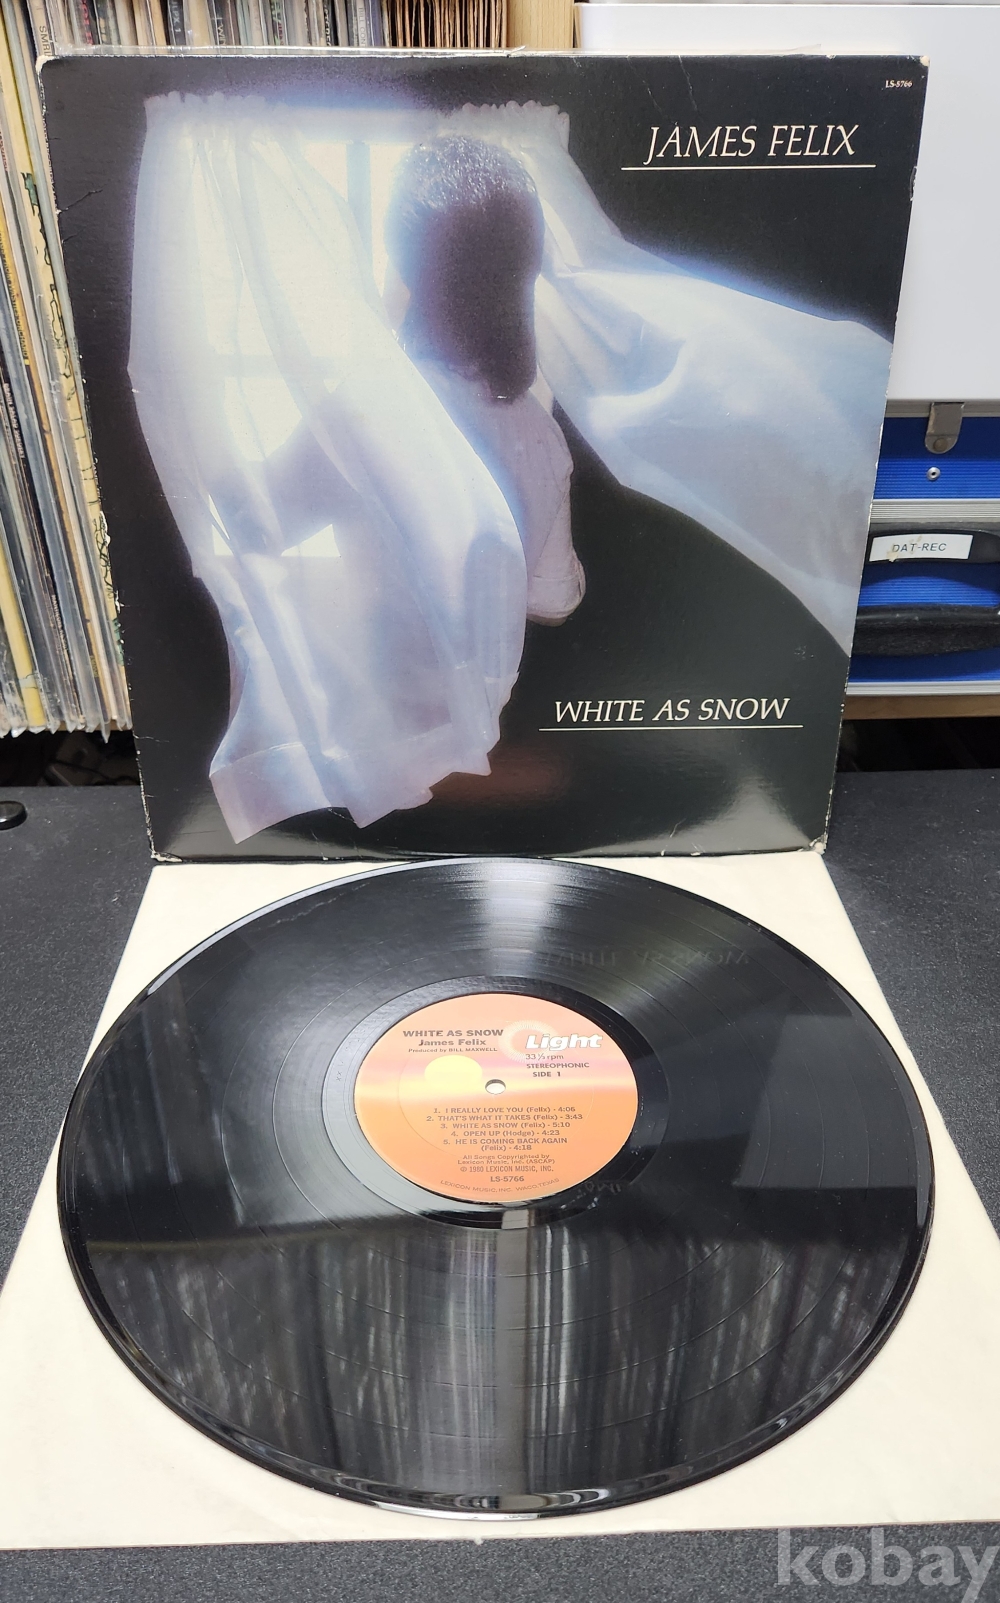 LS-5766
JAMES FELIX
DAT-REC
WHITE AS SNOW
WHITE AS SNOW
James Felix
Produced by BILL MAXWELL
Light
33⅓ rpm
STEREOPHONIC
SIDE 1
1. I REALLY LOVE YOU (Felix) - 4:06
2. THAT'S WHAT IT TAKES (Felix) - 3:43
3. WHITE AS SNOW (Felix) - 5:10
4. OPEN UP (Hodge) - 4:23
5. HE IS COMING BACK AGAIN
(Felix) - 4:18
All Songs Copyrighted by
Lexicon Music, Inc. (ASCAP)
© 1980 LEXICON MUSIC, INC.
LS-5766
LEXICON MUSIC, INC. WACO, TEXAS
kobay